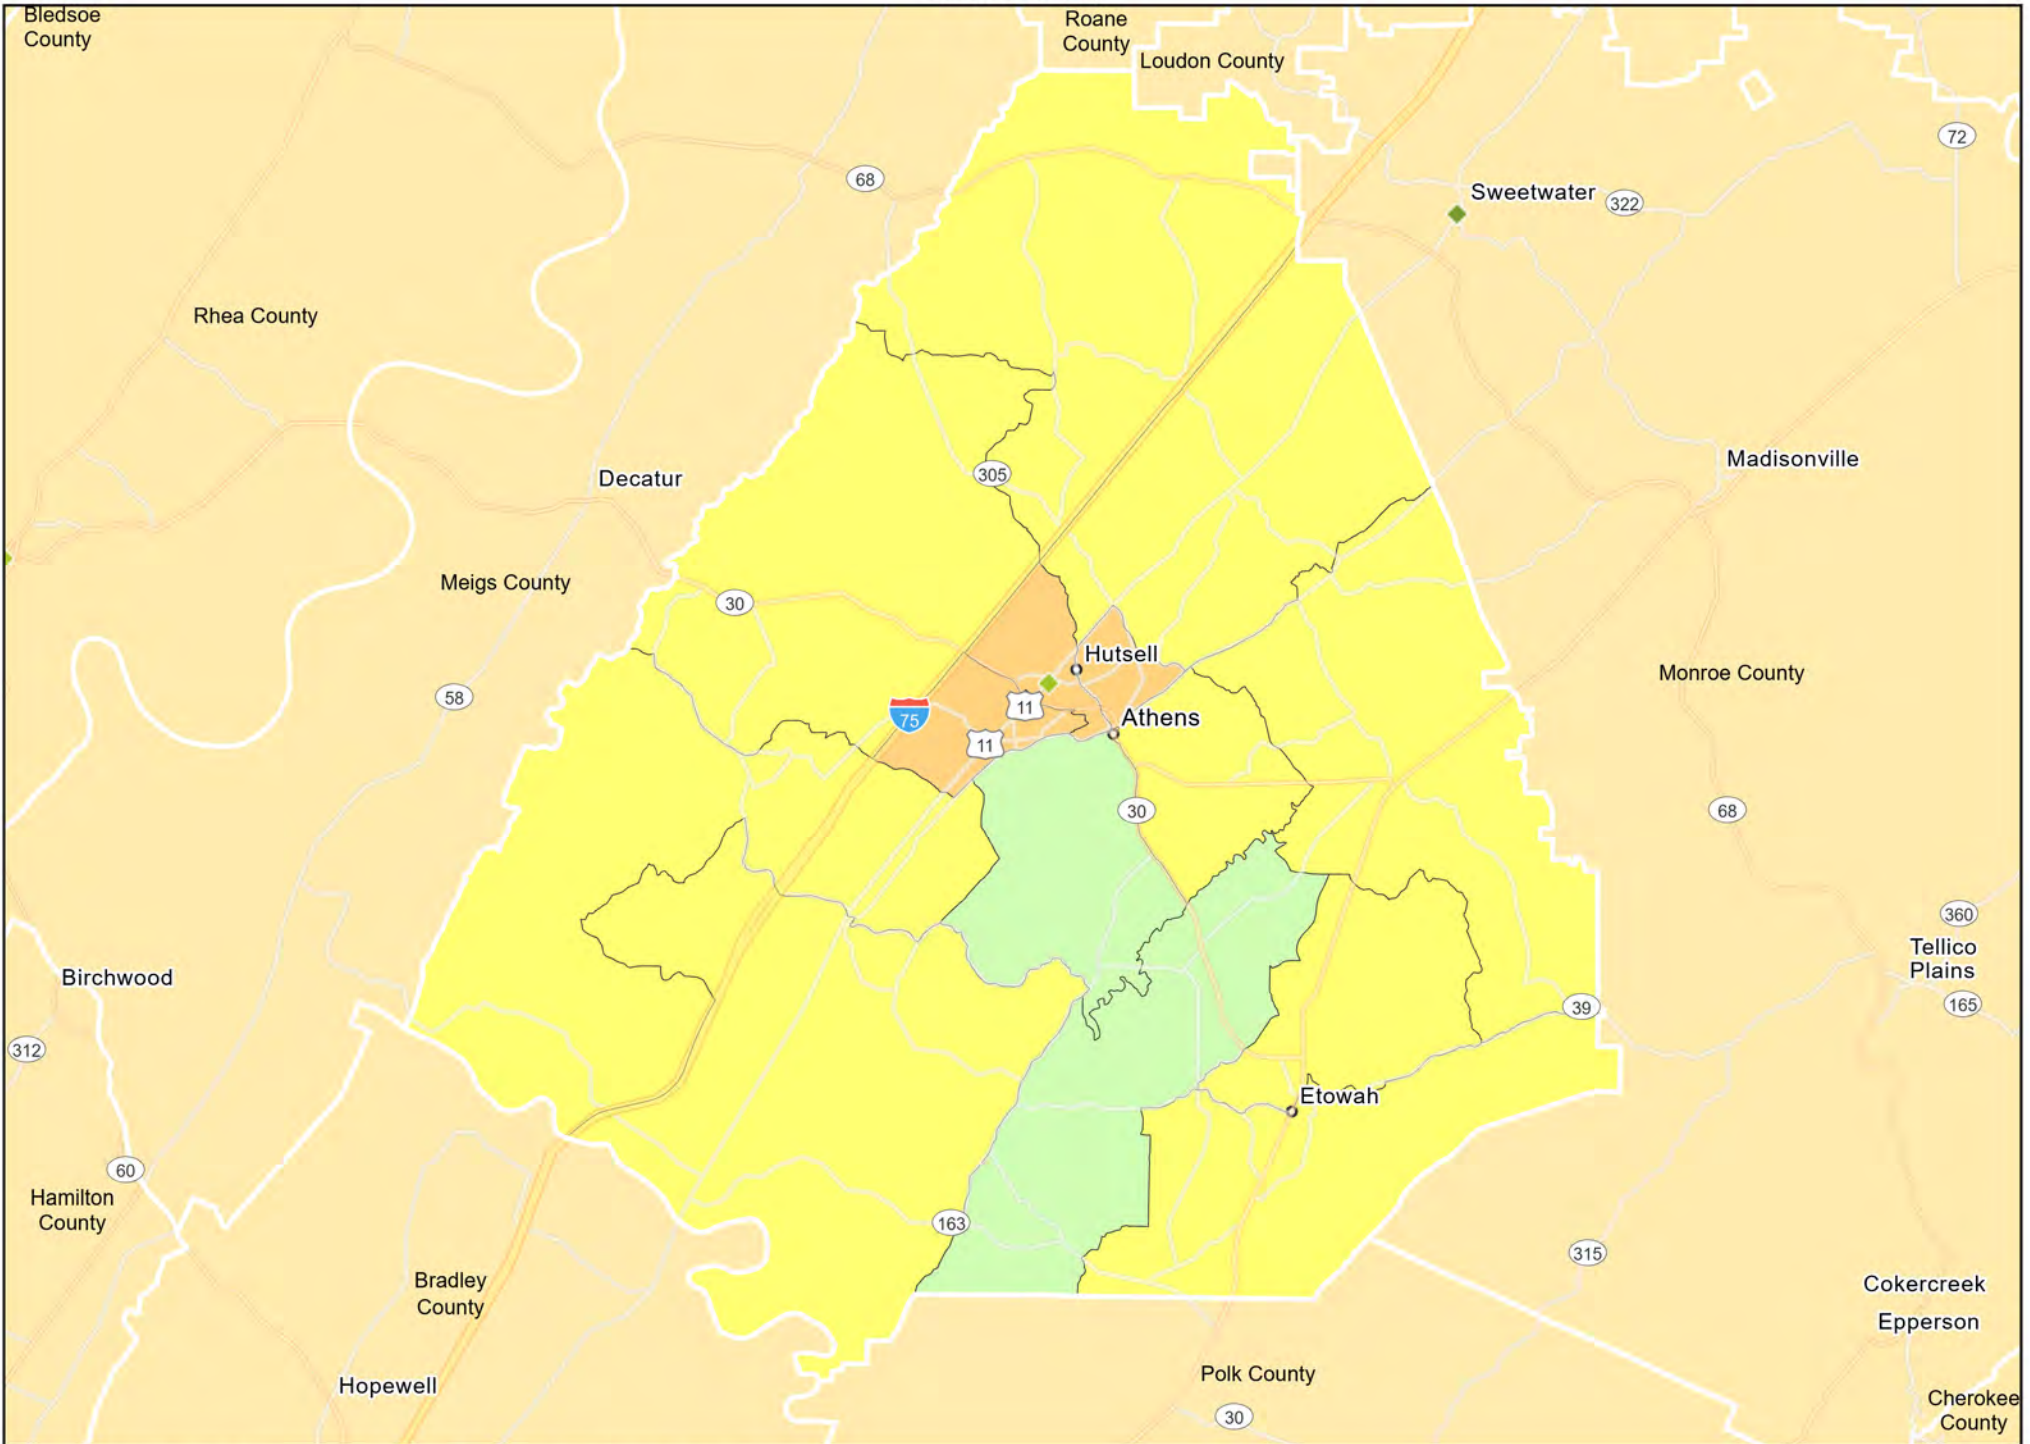 Bledsoe
County
Roane
County
Loudon County
72
68
Sweetwater
322
Rhea County
Madisonville
305
Decatur
Meigs County
30
Hutsell
Monroe County
58
11
75
Athens
11
30
68
360
Tellico
Plains
Birchwood
165
39
312
Etowah
60
Hamilton
County
163
315
Bradley
County
Cokercreek
Epperson
Polk County
Hopewell
30
Cherokee
County